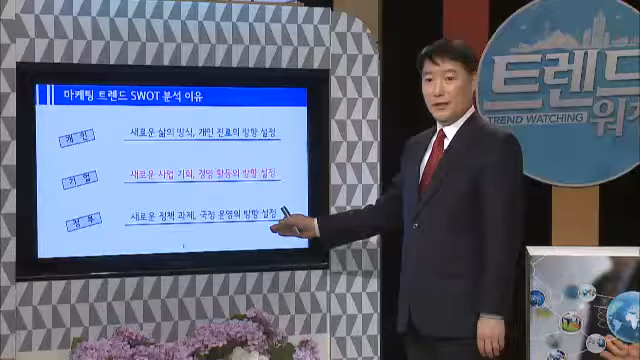 마케팅 트렌드 SWOT 분석 이유
개 인
새로운 삶의 방식, 개인 진로의 방향 설정
기 업
새로운 사업 기회, 경영 활동의 방향 설정
정 부
새로운 정책 과제, 국정 운영의 방향 설정
1
트렌드
TREND WATCHING
워